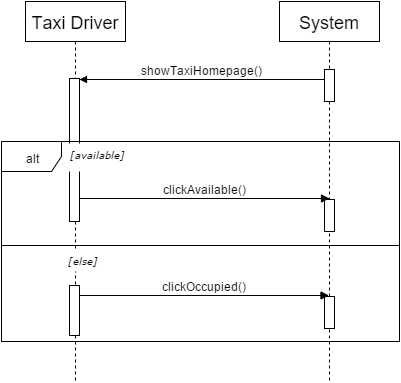 Taxi Driver
System
showTaxiHomepage()
alt
[available]
clickAvailable()
[else]
clickOccupied()